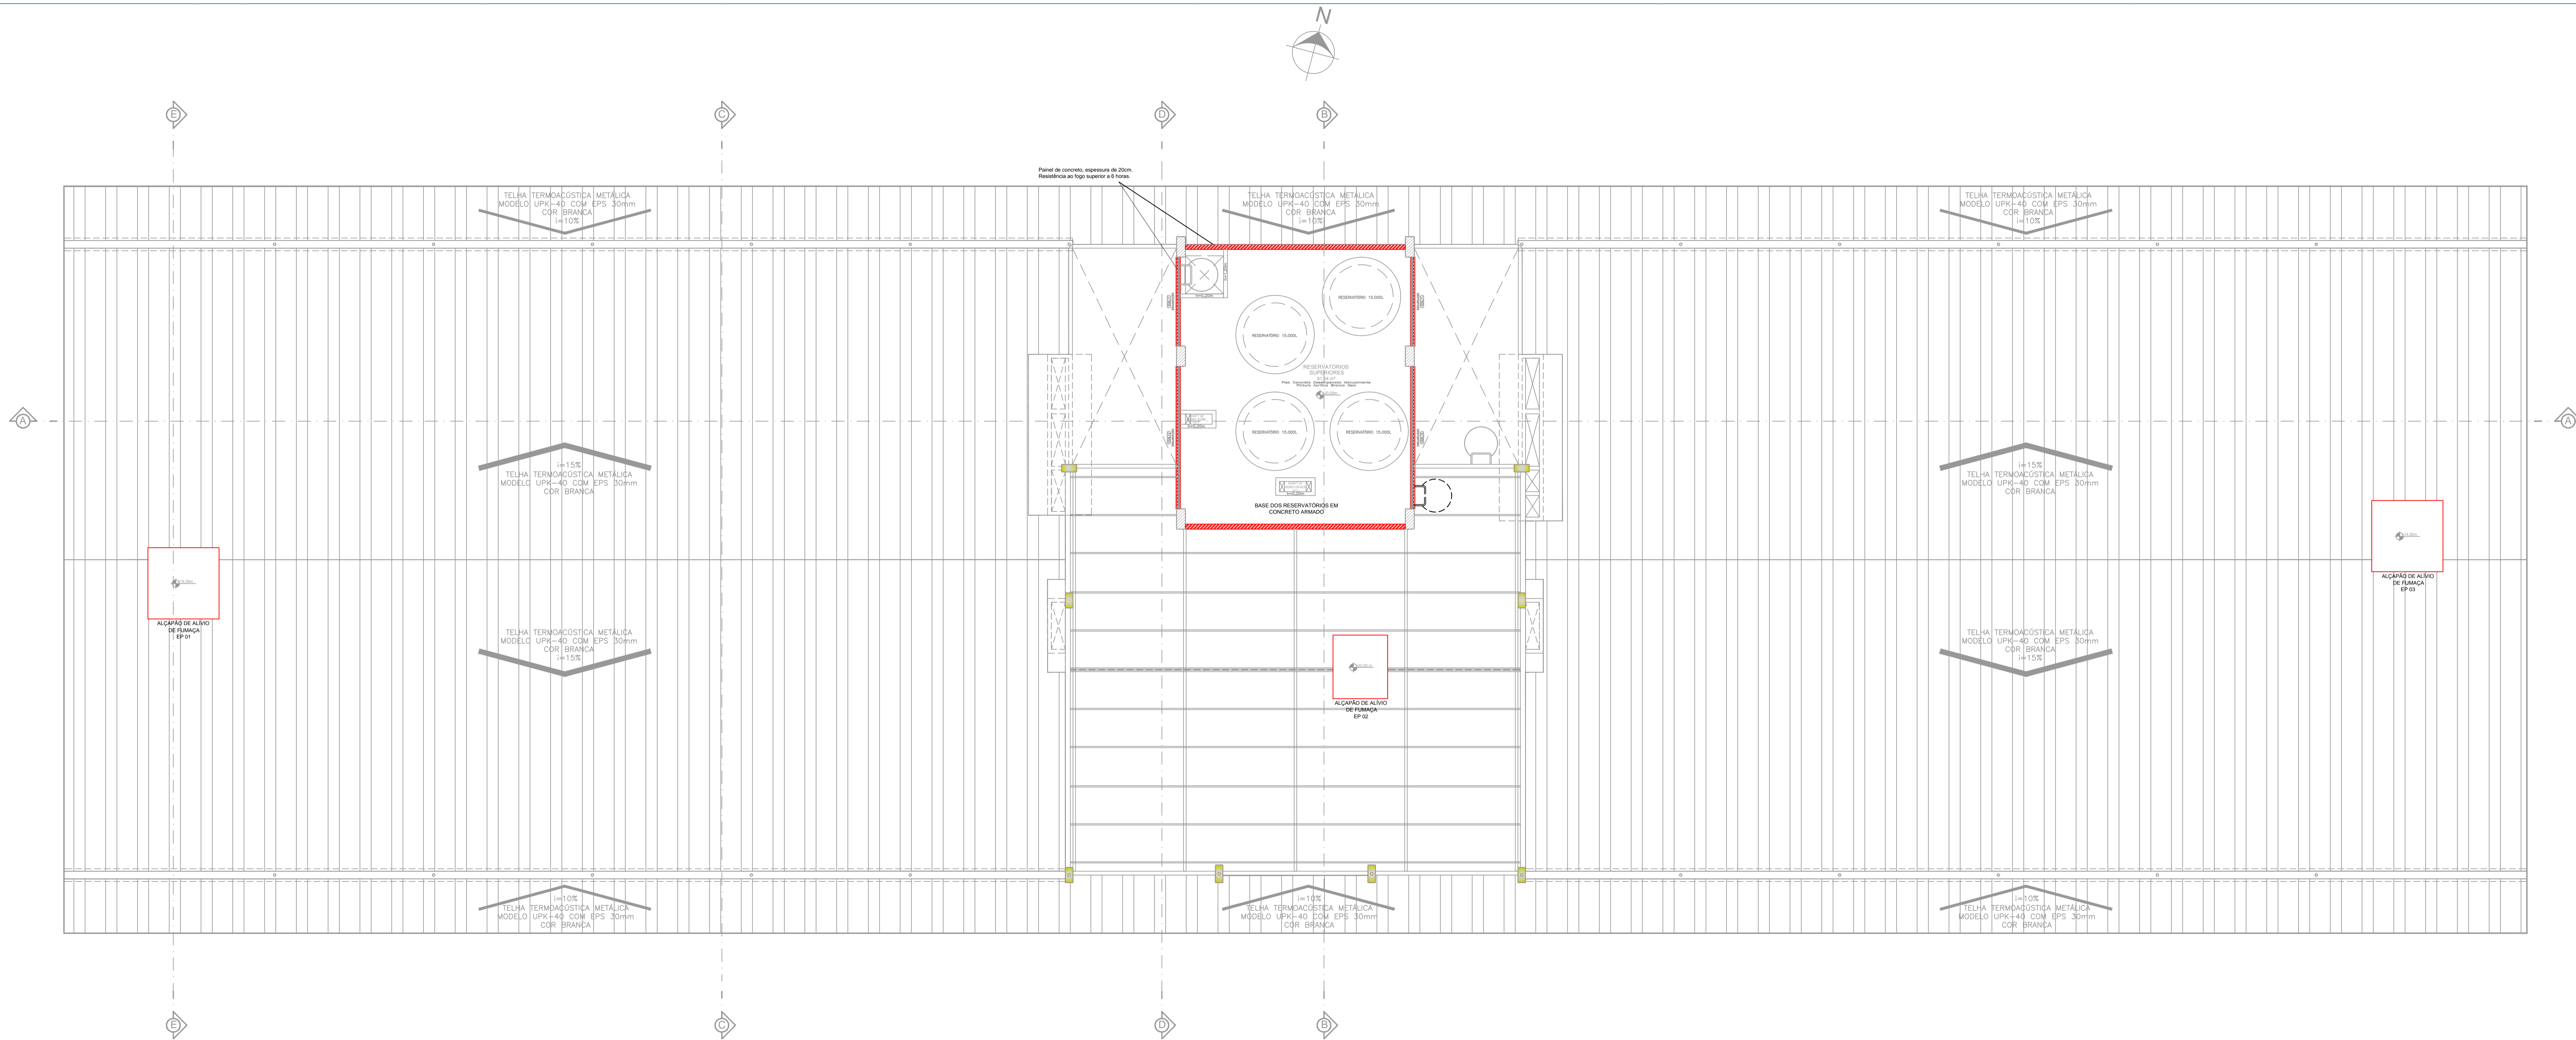 N
E
C
D
B
Painel de concreto, espessura de 20cm.
Resistência ao fogo superior a 6 horas.
TELHA TERMOACÚSTICA METÁLICA
MODELO UPK-40 COM EPS 30mm
COR BRANCA
i=10%
TELHA TERMOACÚSTICA METÁLICA
MODELO UPK-40 COM EPS 30mm
COR BRANCA
i=10%
TELHA TERMOACÚSTICA METÁLICA
MODELO UPK-40 COM EPS 30mm
COR BRANCA
i=10%
RESERVATÓRIO 15.000L
RESERVATÓRIO 15.000L
RESERVATÓRIOS
SUPERIORES
A
A
RESERVATÓRIO 15.000L
RESERVATÓRIO 15.000L
i=15%
TELHA TERMOACÚSTICA METÁLICA
MODELO UPK-40 COM EPS 30mm
COR BRANCA
i=15%
TELHA TERMOACÚSTICA METÁLICA
MODELO UPK-40 COM EPS 30mm
COR BRANCA
BASE DOS RESERVATÓRIOS EM
CONCRETO ARMADO
ALÇAPÃO DE ALÍVIO
DE FUMAÇA
EP 03
ALÇAPÃO DE ALÍVIO
DE FUMAÇA
EP 01
TELHA TERMOACÚSTICA METÁLICA
MODELO UPK-40 COM EPS 30mm
COR BRANCA
i=15%
TELHA TERMOACÚSTICA METÁLICA
MODELO UPK-40 COM EPS 30mm
COR BRANCA
i=15%
ALÇAPÃO DE ALÍVIO
DE FUMAÇA
EP 02
i=10%
TELHA TERMOACÚSTICA METÁLICA
MODELO UPK-40 COM EPS 30mm
COR BRANCA
i=10%
TELHA TERMOACÚSTICA METÁLICA
MODELO UPK-40 COM EPS 30mm
COR BRANCA
i=10%
TELHA TERMOACÚSTICA METÁLICA
MODELO UPK-40 COM EPS 30mm
COR BRANCA
E
C
D
B